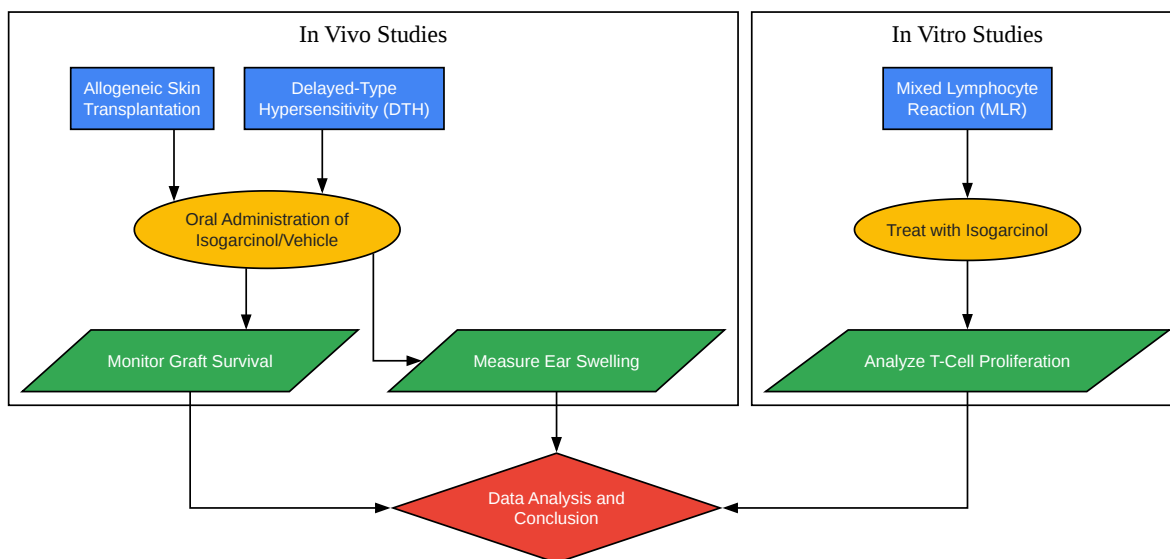 In Vivo Studies
Allogeneic Skin
Transplantation
Delayed-Type
Hypersensitivity (DTH)
Oral Administration of
Isogarcinol/Vehicle
Monitor Graft Survival
Measure Ear Swelling
In Vitro Studies
Mixed Lymphocyte
Reaction (MLR)
Treat with Isogarcinol
Analyze T-Cell Proliferation
Data Analysis and
Conclusion